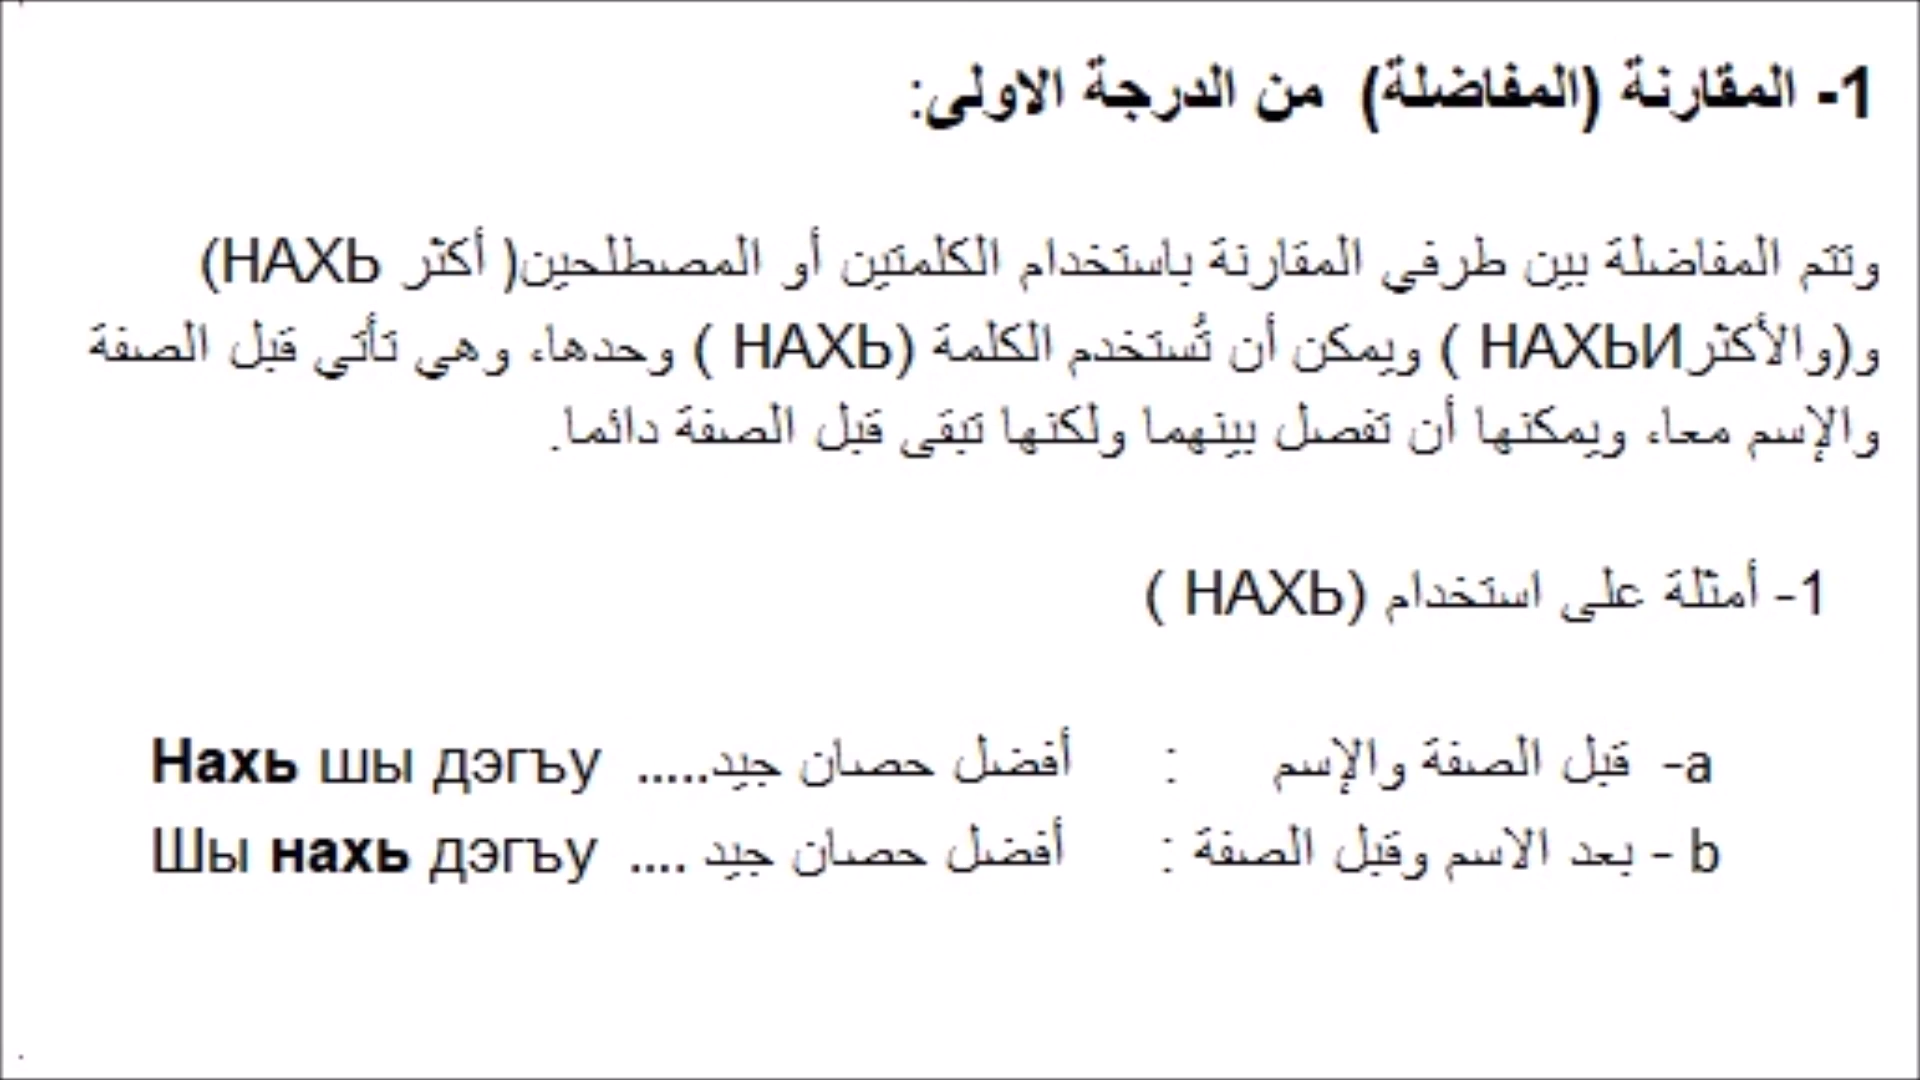 1- المقارنة (المفاضلة) من الدرجة الاولى:
وتتم المفاضلة بين طرفي المقارنة باستخدام الكلمتين أو المصطلحين( أكثر НАХЬ)
و(والأكثرНАХЬИ ) ويمكن أن تُستخدم الكلمة (НАХЬ ) وحدها، وهي تأتي قبل الصفة
والإسم معا، ويمكنها أن تفصل بينهما ولكنها تبقى قبل الصفة دائما.
1- أمثلة على استخدام (НАХЬ )
a- قبل الصفة والإسم : أفضل حصان جيد..... Нахь шы дэгъу
b - بعد الاسم وقبل الصفة : أفضل حصان جيد .... Шы нахь дэгъу